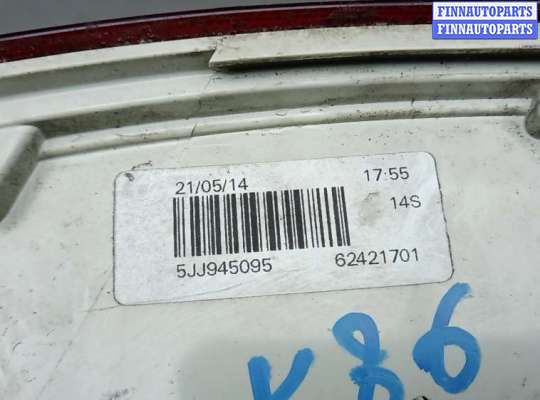 FINNAUTOPARTS
FINNAUTOPARTS
21/05/14 17:55
14S
5JJ945095 62421701
K86